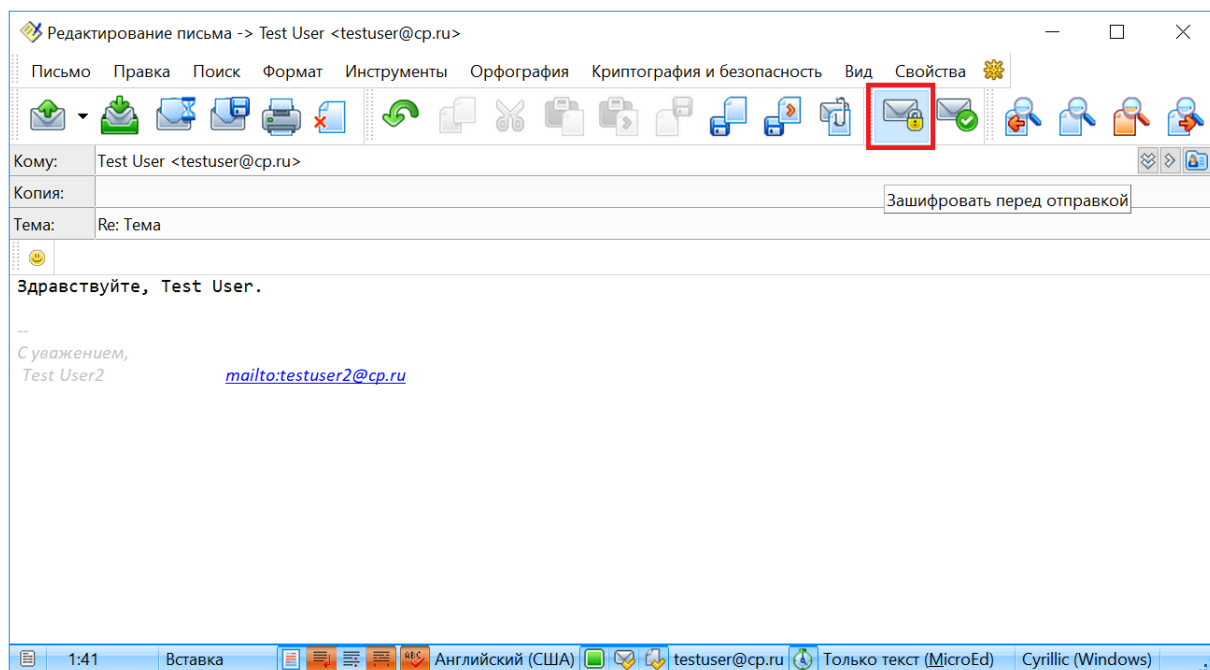 Редактирование письма -> Test User <testuser@cp.ru>
Письмо Правка Поиск Формат Инструменты Орфография Криптография и безопасность Вид Свойства
Кому: Test User <testuser@cp.ru>
Копия:
Зашифровать перед отправкой
Тема: Re: Тема
Здравствуйте, Test User.
--
С уважением,
Test User2 mailto:testuser2@cp.ru
1:41 Вставка ABC Английский (США) testuser@cp.ru Только текст (MicroEd) Cyrillic (Windows)